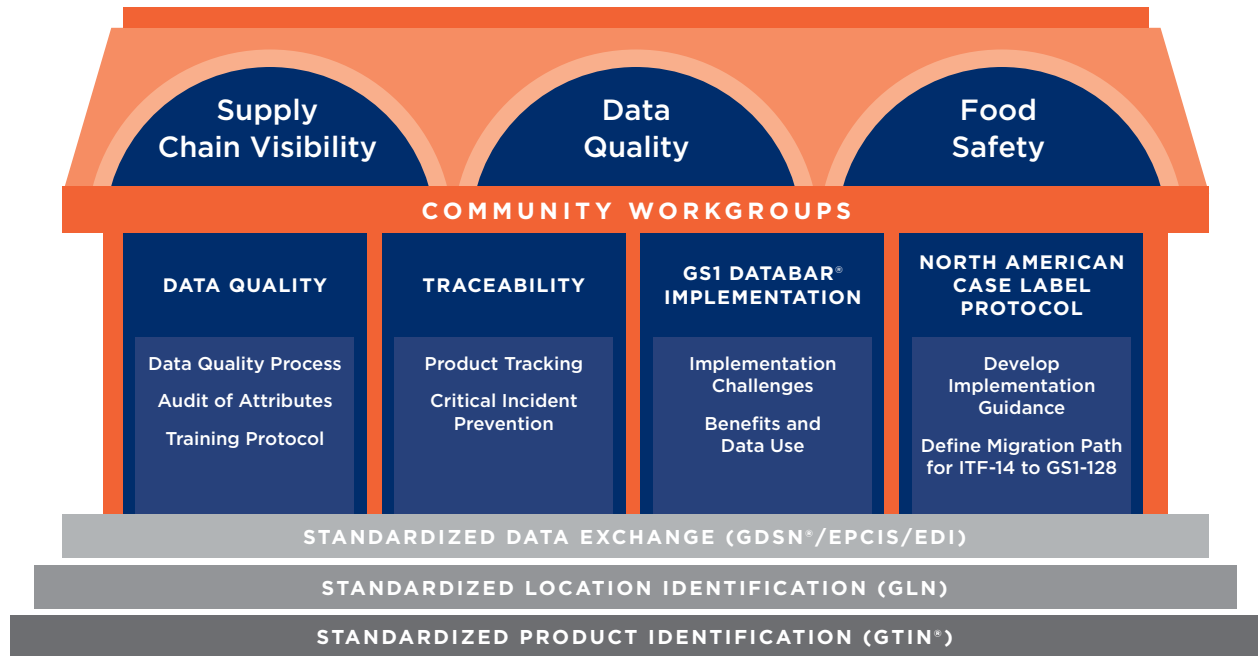 Supply
Chain Visibility
Data
Quality
Food
Safety
COMMUNITY WORKGROUPS
DATA QUALITY
Data Quality Process
Audit of Attributes
Training Protocol
TRACEABILITY
Product Tracking
Critical Incident
Prevention
GS1 DATABAR®
IMPLEMENTATION
Implementation
Challenges
Benefits and
Data Use
NORTH AMERICAN
CASE LABEL
PROTOCOL
Develop
Implementation
Guidance
Define Migration Path
for ITF-14 to GS1-128
STANDARDIZED DATA EXCHANGE (GDSN®/EPCIS/EDI)
STANDARDIZED LOCATION IDENTIFICATION (GLN)
STANDARDIZED PRODUCT IDENTIFICATION (GTIN®)